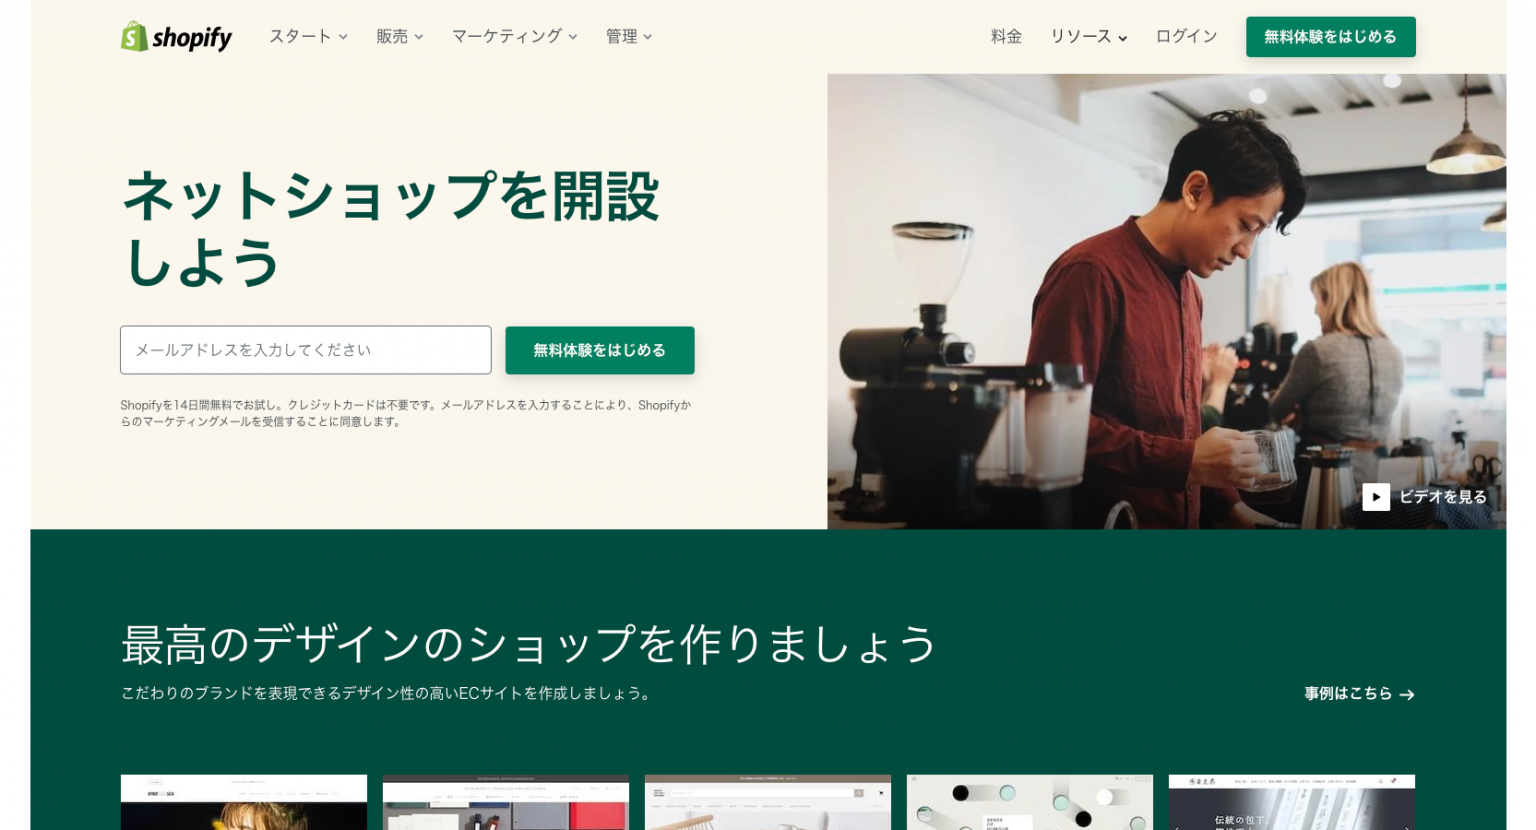 shopify
スタート
販売
マーケティング
管理
料金
リソース
ログイン
無料体験をはじめる
ネットショップを開設
しよう
メールアドレスを入力してください
無料体験をはじめる
Shopifyを14日間無料でお試し。クレジットカードは不要です。メールアドレスを入力することにより、Shopifyか
らのマーケティングメールを受信することに同意します。
ビデオを見る
最高のデザインのショップを作りましょう
こだわりのブランドを表現できるデザイン性の高いECサイトを作成しましょう。
事例はこちら →
SENSE
OF
伝統の包丁、